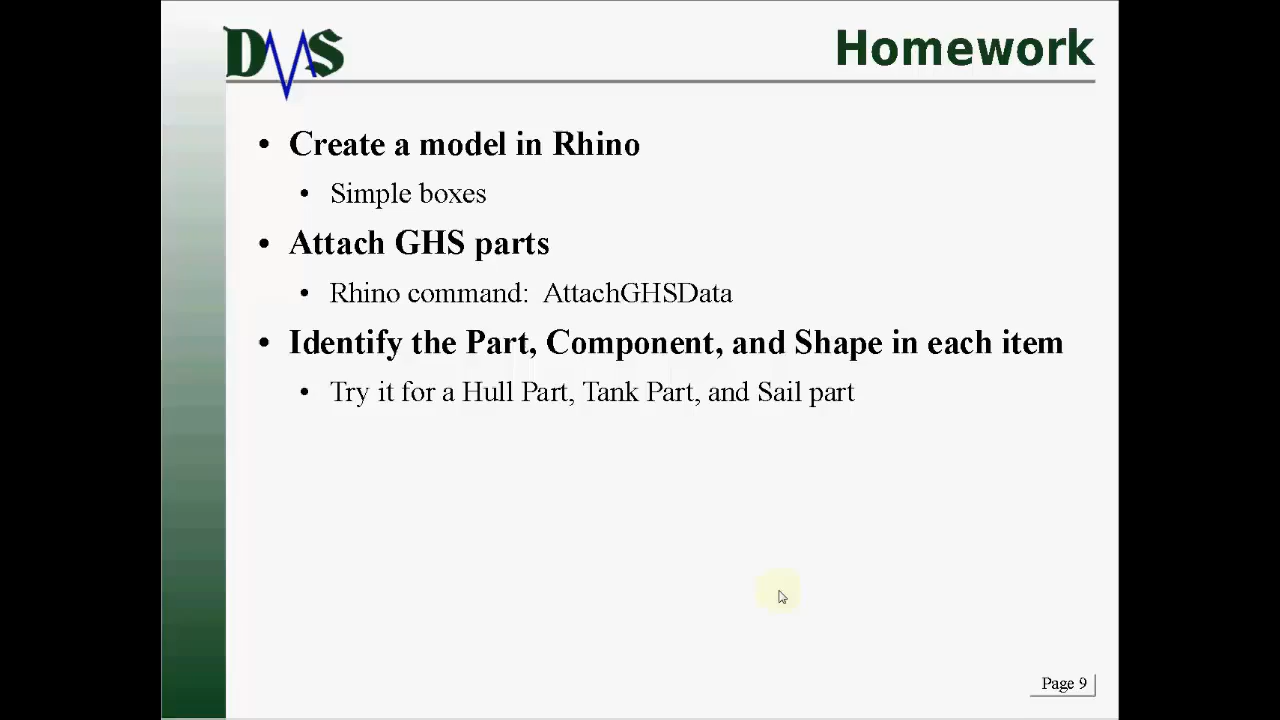 DMS
Homework
• Create a model in Rhino
• Simple boxes
• Attach GHS parts
• Rhino command: AttachGHSData
• Identify the Part, Component, and Shape in each item
• Try it for a Hull Part, Tank Part, and Sail part
Page 9